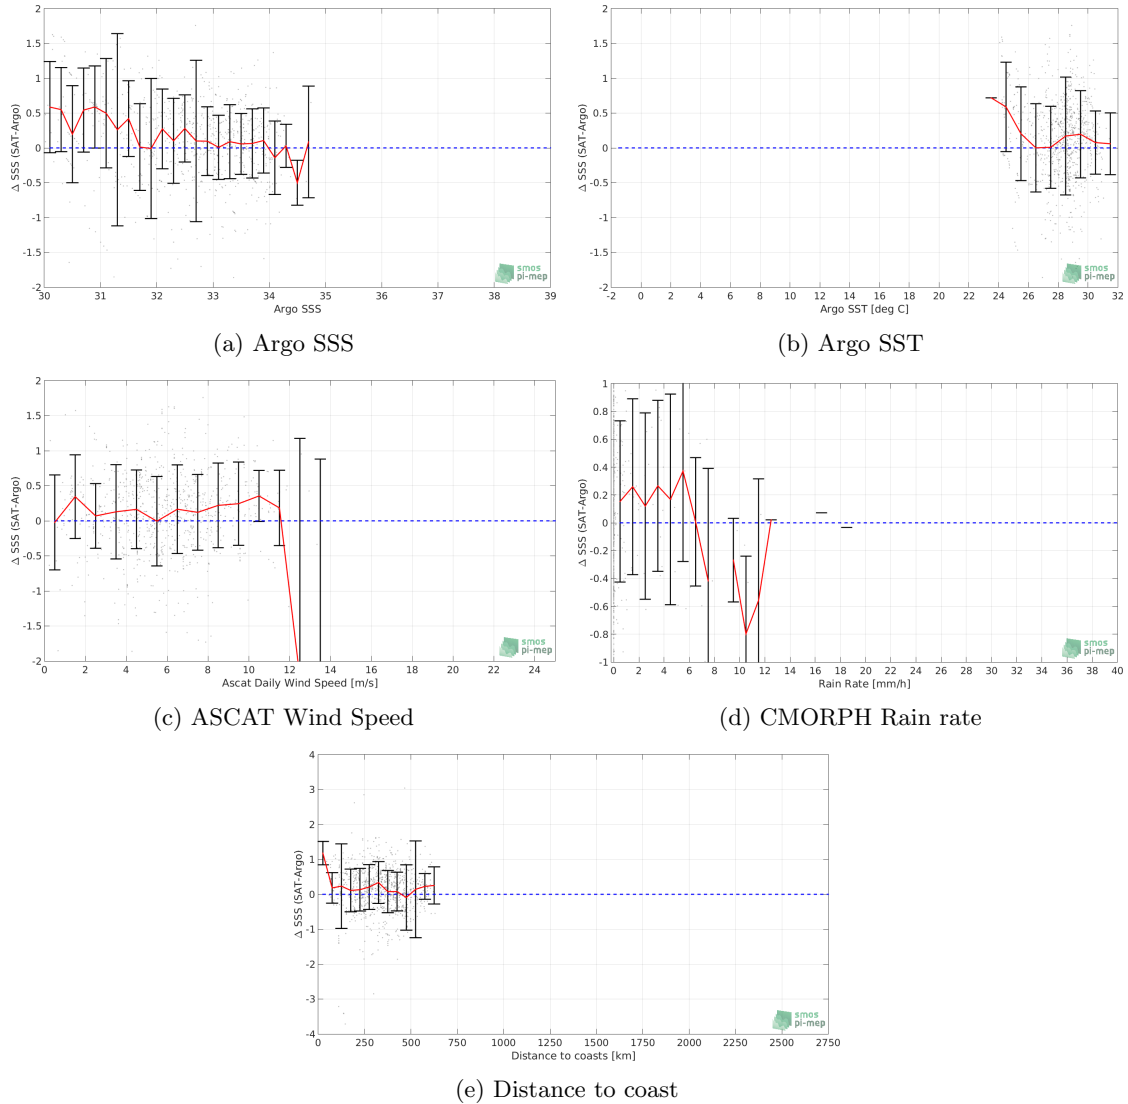 2
1.5
1
0.5
0
-0.5
-1
-1.5
-2
Δ SSS (SAT-Argo)
30 31 32 33 34 35 36 37 38 39
Argo SSS
smos
pi-mep
(a) Argo SSS
2
1.5
1
0.5
0
-0.5
-1
-1.5
-2
Δ SSS (SAT-Argo)
-2 0 2 4 6 8 10 12 14 16 18 20 22 24 26 28 30 32
Argo SST [deg C]
smos
pi-mep
(b) Argo SST
2
1.5
1
0.5
0
-0.5
-1
-1.5
-2
Δ SSS (SAT-Argo)
0 2 4 6 8 10 12 14 16 18 20 22 24
Ascat Daily Wind Speed [m/s]
smos
pi-mep
(c) ASCAT Wind Speed
1
0.8
0.6
0.4
0.2
0
-0.2
-0.4
-0.6
-0.8
-1
Δ SSS (SAT-Argo)
0 2 4 6 8 10 12 14 16 18 20 22 24 26 28 30 32 34 36 38 40
Rain Rate [mm/h]
smos
pi-mep
(d) CMORPH Rain rate
4
3
2
1
0
-1
-2
-3
-4
Δ SSS (SAT-Argo)
0 250 500 750 1000 1250 1500 1750 2000 2250 2500 2750
Distance to coasts [km]
smos
pi-mep
(e) Distance to coast